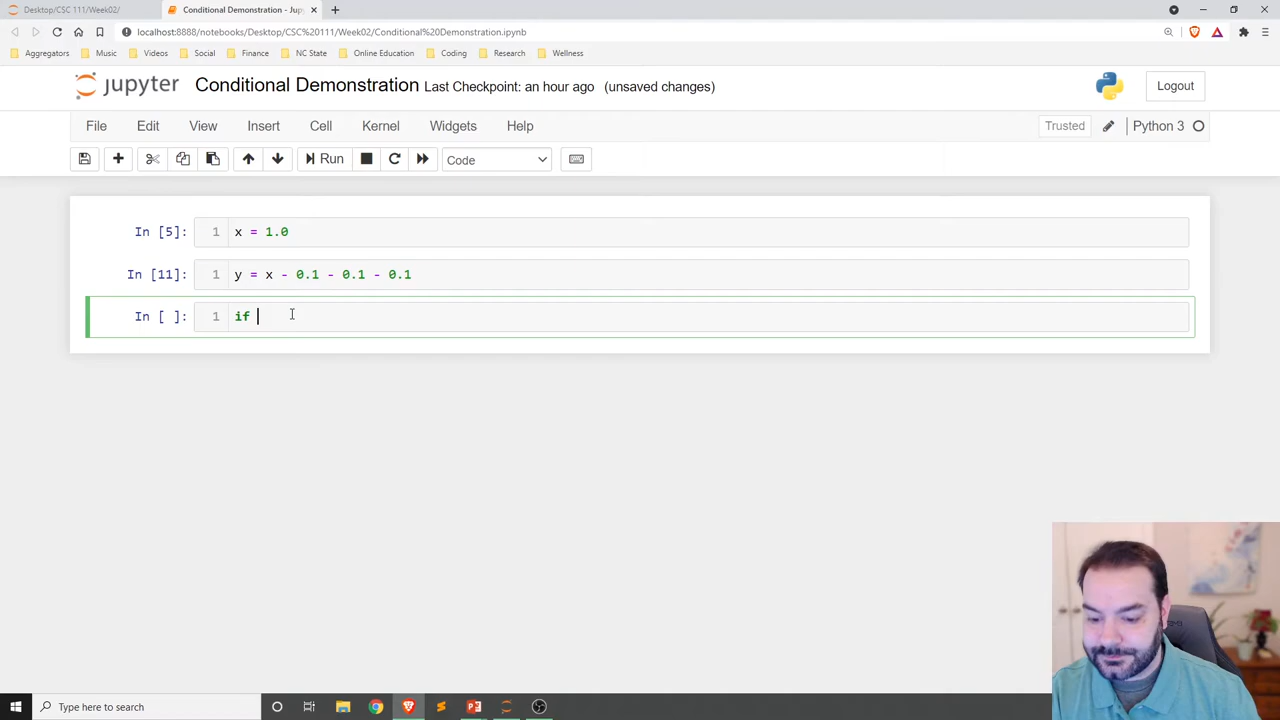 Desktop/CSC 111/Week02/
Conditional Demonstration - Jup
localhost:8888/notebooks/Desktop/CSC%20111/Week02/Conditional%20Demonstration.ipynb
Aggregators Music Videos Social Finance NC State Online Education Coding Research Wellness
jupyter Conditional Demonstration Last Checkpoint: an hour ago (unsaved changes) Logout
File Edit View Insert Cell Kernel Widgets Help Trusted Python 3
Run Code
In [5]: 1 x = 1.0
In [11]: 1 y = x - 0.1 - 0.1 - 0.1
In [ ]: 1 if
Type here to search